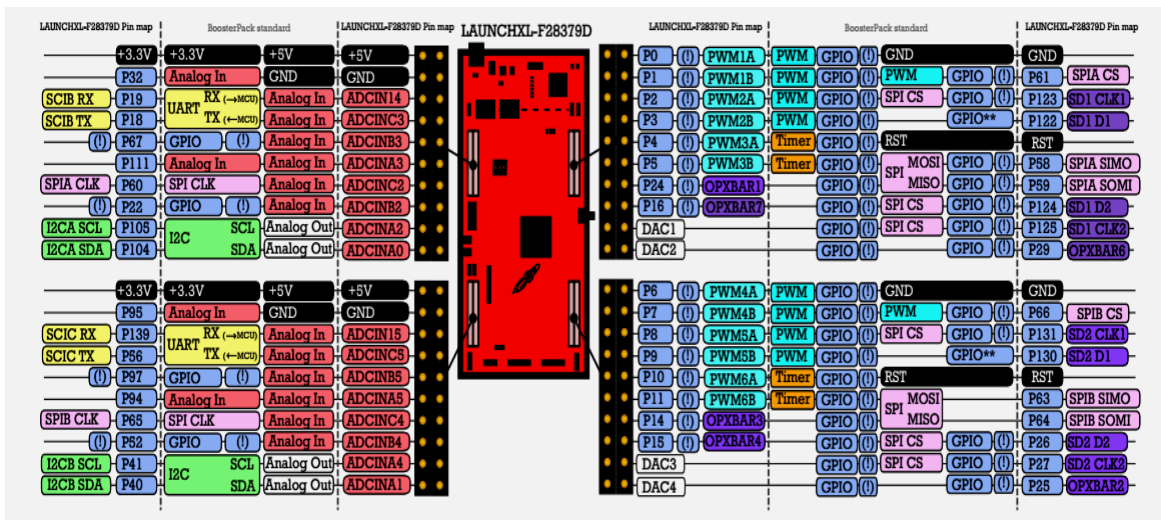 LAUNCHXL-F28379D Pin map BoosterPack standard LAUNCHXL-F28379D Pin map LAUNCHXL-F28379D LAUNCHXL-F28379D Pin map BoosterPack standard LAUNCHXL-F28379D Pin map
+3.3V +3.3V +5V +5V P0 (!) PWM1A PWM GPIO (!) GND GND
P32 Analog In GND GND P1 (!) PWM1B PWM GPIO (!) PWM GPIO (!) P61 SPIA CS
SCIB RX P19 UART RX (→MCU) Analog In ADCIN14 P2 (!) PWM2A PWM GPIO (!) SPI CS GPIO (!) P123 SD1 CLK1
SCIB TX P18 TX (←MCU) Analog In ADCINC3 P3 (!) PWM2B PWM GPIO (!) GPIO** P122 SD1 D1
(!) P67 GPIO (!) Analog In ADCINB3 P4 (!) PWM3A Timer GPIO (!) RST RST
P111 Analog In Analog In ADCINA3 P5 (!) PWM3B Timer GPIO (!) SPI MOSI GPIO (!) P58 SPIA SIMO
SPIA CLK P60 SPI CLK Analog In ADCINC2 P24 (!) OPXBAR1 GPIO (!) MISO GPIO (!) P59 SPIA SOMI
(!) P22 GPIO (!) Analog In ADCINB2 P16 (!) OPXBAR7 GPIO (!) SPI CS GPIO (!) P124 SD1 D2
I2CA SCL P105 I2C SCL Analog Out ADCINA2 DAC1 GPIO (!) SPI CS GPIO (!) P125 SD1 CLK2
I2CA SDA P104 SDA Analog Out ADCINA0 DAC2 GPIO (!) GPIO (!) P29 OPXBAR6
+3.3V +3.3V +5V +5V P6 (!) PWM4A PWM GPIO (!) GND GND
P95 Analog In GND GND P7 (!) PWM4B PWM GPIO (!) PWM GPIO (!) P66 SPIB CS
SCIC RX P139 UART RX (→MCU) Analog In ADCIN15 P8 (!) PWM5A PWM GPIO (!) SPI CS GPIO (!) P131 SD2 CLK1
SCIC TX P56 TX (←MCU) Analog In ADCINC5 P9 (!) PWM5B PWM GPIO (!) GPIO** P130 SD2 D1
(!) P97 GPIO (!) Analog In ADCINB5 P10 (!) PWM6A Timer GPIO (!) RST RST
P94 Analog In Analog In ADCINA5 P11 (!) PWM6B Timer GPIO (!) SPI MOSI P63 SPIB SIMO
SPIB CLK P65 SPI CLK Analog In ADCINC4 P14 (!) OPXBAR3 GPIO (!) MISO P64 SPIB SOMI
(!) P52 GPIO (!) Analog In ADCINB4 P15 (!) OPXBAR4 GPIO (!) SPI CS GPIO (!) P26 SD2 D2
I2CB SCL P41 I2C SCL Analog Out ADCINA4 DAC3 GPIO (!) SPI CS GPIO (!) P27 SD2 CLK2
I2CB SDA P40 SDA Analog Out ADCINA1 DAC4 GPIO (!) GPIO (!) P25 OPXBAR2